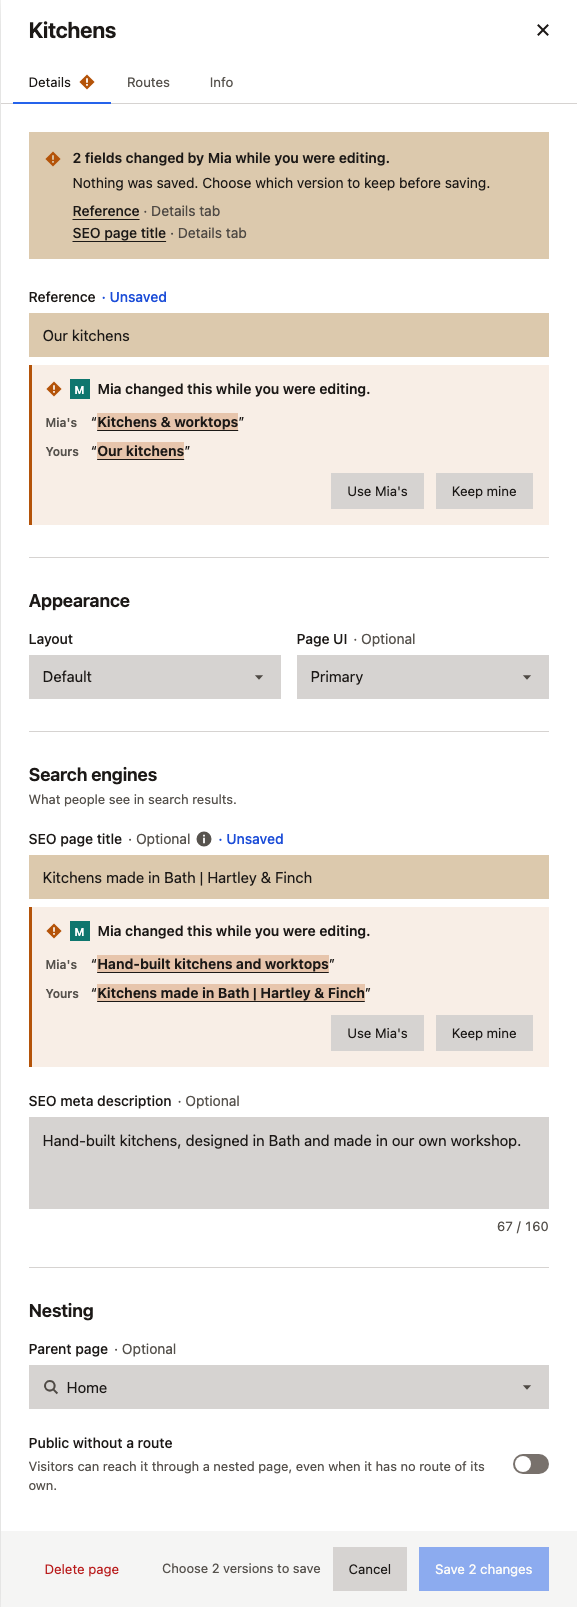 Kitchens
Details
Routes
Info
2 fields changed by Mia while you were editing.
Nothing was saved. Choose which version to keep before saving.
Reference · Details tab
SEO page title · Details tab
Reference · Unsaved
Our kitchens
M Mia changed this while you were editing.
Mia's “Kitchens & worktops”
Yours “Our kitchens”
Use Mia's
Keep mine
Appearance
Layout
Page UI · Optional
Default
Primary
Search engines
What people see in search results.
SEO page title · Optional · Unsaved
Kitchens made in Bath | Hartley & Finch
M Mia changed this while you were editing.
Mia's “Hand-built kitchens and worktops”
Yours “Kitchens made in Bath | Hartley & Finch”
Use Mia's
Keep mine
SEO meta description · Optional
Hand-built kitchens, designed in Bath and made in our own workshop.
67 / 160
Nesting
Parent page · Optional
Home
Public without a route
Visitors can reach it through a nested page, even when it has no route of its
own.
Delete page
Choose 2 versions to save
Cancel
Save 2 changes